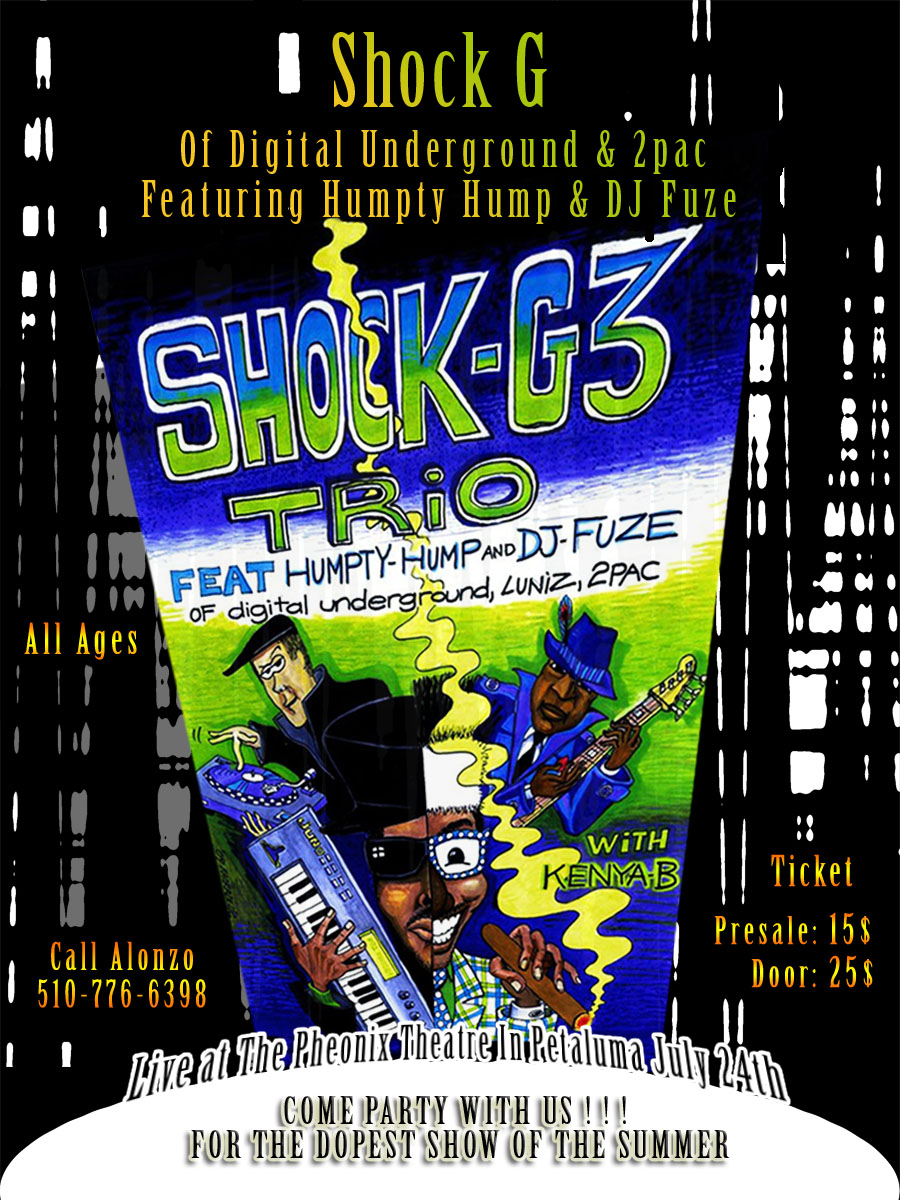 Shock G
Of Digital Underground & 2pac
Featuring Humpty Hump & DJ Fuze
SHOCK-G3
TRiO
FEAT HUMPTY-HUMP AND DJ-FUZE
OF digital underground, LUNIZ, 2PAC
All Ages
WiTH
KENYA-B
Ticket
Presale: 15$
Door: 25$
Call Alonzo
510-776-6398
Live at The Pheonix Theatre In Petaluma July 24th
COME PARTY WITH US ! ! !
FOR THE DOPEST SHOW OF THE SUMMER